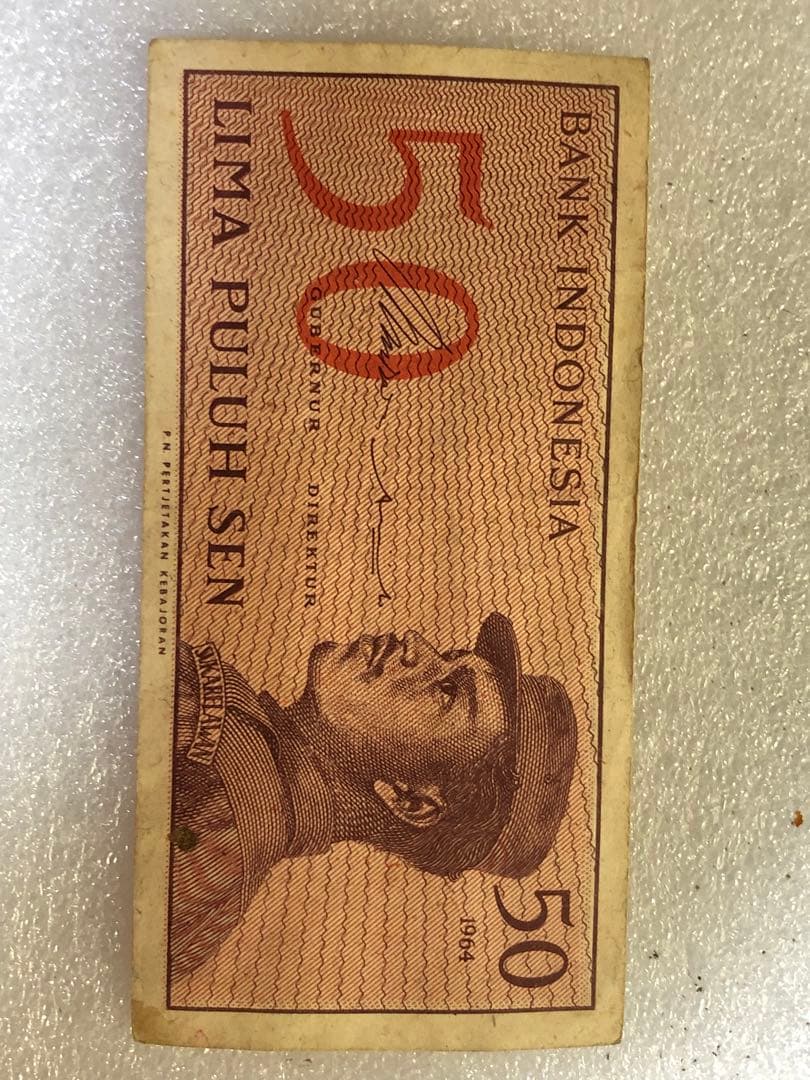 BANK INDONESIA
50
50
1964
GUBERNUR DIREKTUR
LIMA PULUH SEN
SUKARELAWAN
P.N. PERTJETAKAN KEBAJORAN